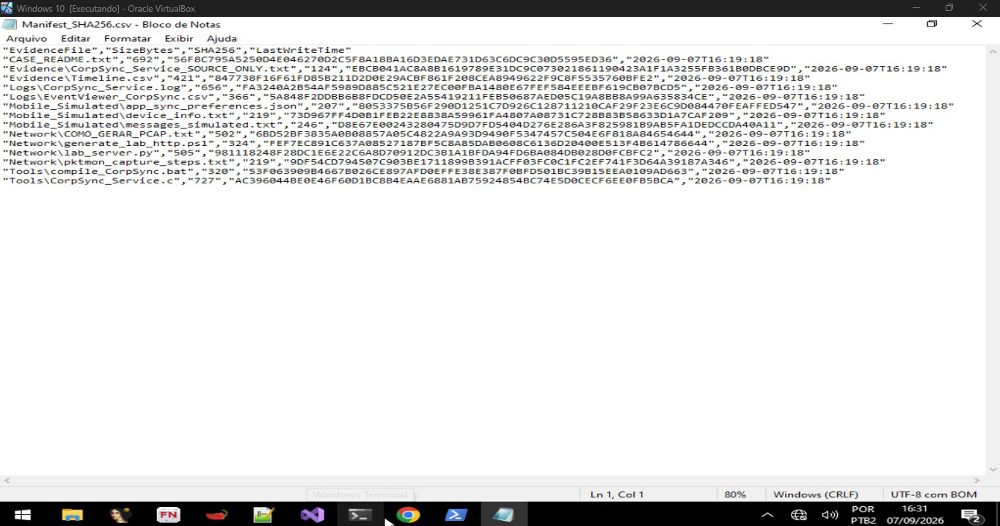 Windows 10 [Executando] - Oracle VirtualBox
Manifest_SHA256.csv - Bloco de Notas
Arquivo Editar Formatar Exibir Ajuda
"EvidenceFile","SizeBytes","SHA256","LastWriteTime"
"CASE_README.txt","692","56F8C795A5250D4E046270D2C5F8A18BA16D3EDAE731D63C6DC9C30D5595ED36","2026-09-07T16:19:18"
"Evidence\CorpSync_Service_SOURCE_ONLY.txt","124","EBCB041AC8A8B1619789E31DC9C073021861190423A1F1A3255FB361B0DBCE9D","2026-09-07T16:19:18"
"Evidence\Timeline.csv","421","847738F16F61FD85B211D2D0E29ACBF861F208CEA8949622F9C8F5535760BFE2","2026-09-07T16:19:18"
"Logs\CorpSync_Service.log","656","FA3240A2B54AF5989D885C521E27EC00FBA1480E67FEF584EEEBF619CB07BCD5","2026-09-07T16:19:18"
"Logs\EventViewer_CorpSync.csv","366","5A848F2DDBB6B8FDCD50E2A55419211FEB50687AED05C19A8BB8A99A635834CE","2026-09-07T16:19:18"
"Mobile_Simulated\app_sync_preferences.json","207","8053375B56F290D1251C7D926C128711210CAF29F23E6C9D084470FEAFFED547","2026-09-07T16:19:18"
"Mobile_Simulated\device_info.txt","219","73D967FF4D0B1FEB22E8838A59961FA4807A08731C728B83B58633D1A7CAF209","2026-09-07T16:19:18"
"Mobile_Simulated\messages_simulated.txt","246","D8E67E00243280475D9D7FD5404D276E286A3F825981B9AB5FA1DEDCCDA40A11","2026-09-07T16:19:18"
"Network\COMO_GERAR_PCAP.txt","502","6BD52BF3835A0B08857A05C4822A9A93D9490F5347457C504E6F818A84654644","2026-09-07T16:19:18"
"Network\generate_lab_http.ps1","324","FEF7EC891C637A08527187BF5C8A85DAB0608C6136D20400E513F4B614786644","2026-09-07T16:19:18"
"Network\lab_server.py","505","981118248F28DC1E6E22C6A8D70912DC3B1A1BFDA94FD6BA084DB028D0FCBFC2","2026-09-07T16:19:18"
"Network\pktmon_capture_steps.txt","219","9DF54CD794507C903BE1711899B391ACFF03FC0C1FC2EF741F3D64A39187A346","2026-09-07T16:19:18"
"Tools\compile_CorpSync.bat","320","53F063909B4667B026CE897AFD0EFFE38E387F0BFD501BC39B15EEA0109AD663","2026-09-07T16:19:18"
"Tools\CorpSync_Service.c","727","AC396044BE0E46F60D1BC8B4EAAE6881AB75924854BC74E5D0CECF6EE0FB5BCA","2026-09-07T16:19:18"
Windows Terminal
Ln 1, Col 1 80% Windows (CRLF) UTF-8 com BOM
FN
POR 16:31
PTB2 07/09/2026
2